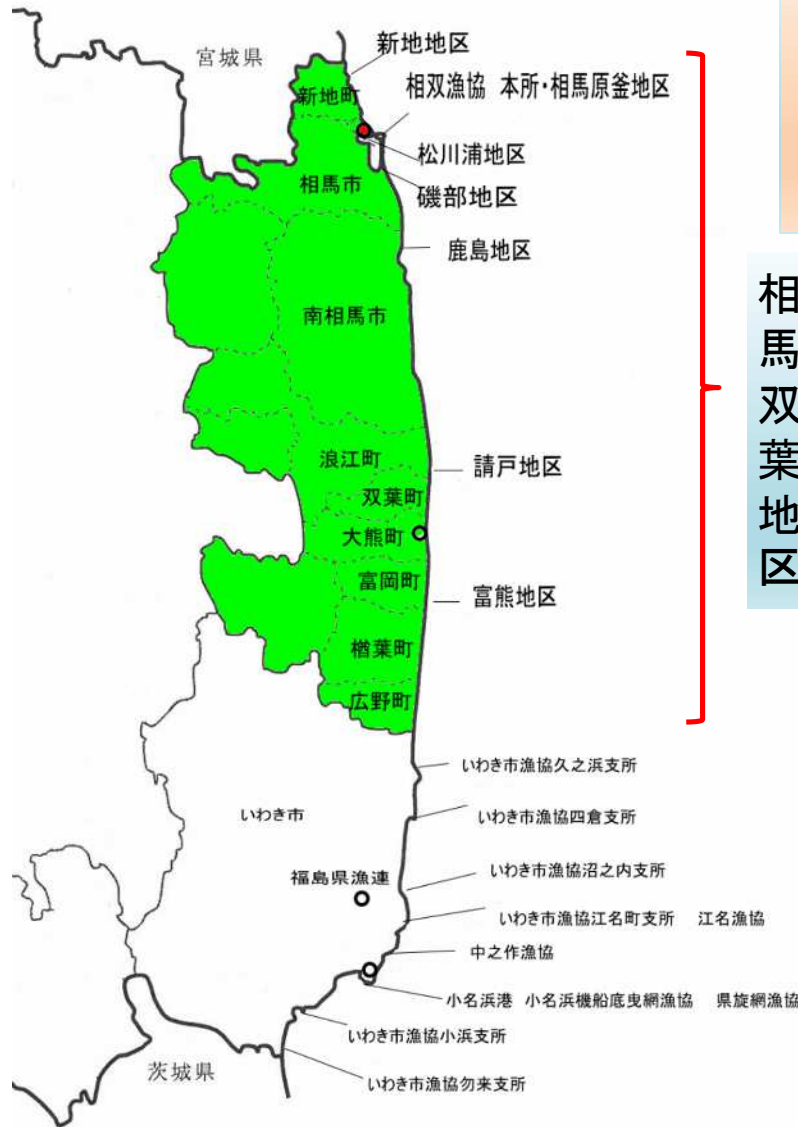 宮城県
新地地区
新地町
相双漁協 本所・相馬原釜地区
松川浦地区
相馬市
磯部地区
鹿島地区
南相馬市
相馬双葉地区
浪江町
請戸地区
双葉町
大熊町
富岡町
富熊地区
楢葉町
広野町
いわき市漁協久之浜支所
いわき市
いわき市漁協四倉支所
いわき市漁協沼之内支所
福島県漁連
いわき市漁協江名町支所 江名漁協
中之作漁協
小名浜港 小名浜機船底曳網漁協 県旋網漁協
いわき市漁協小浜支所
茨城県
いわき市漁協勿来支所